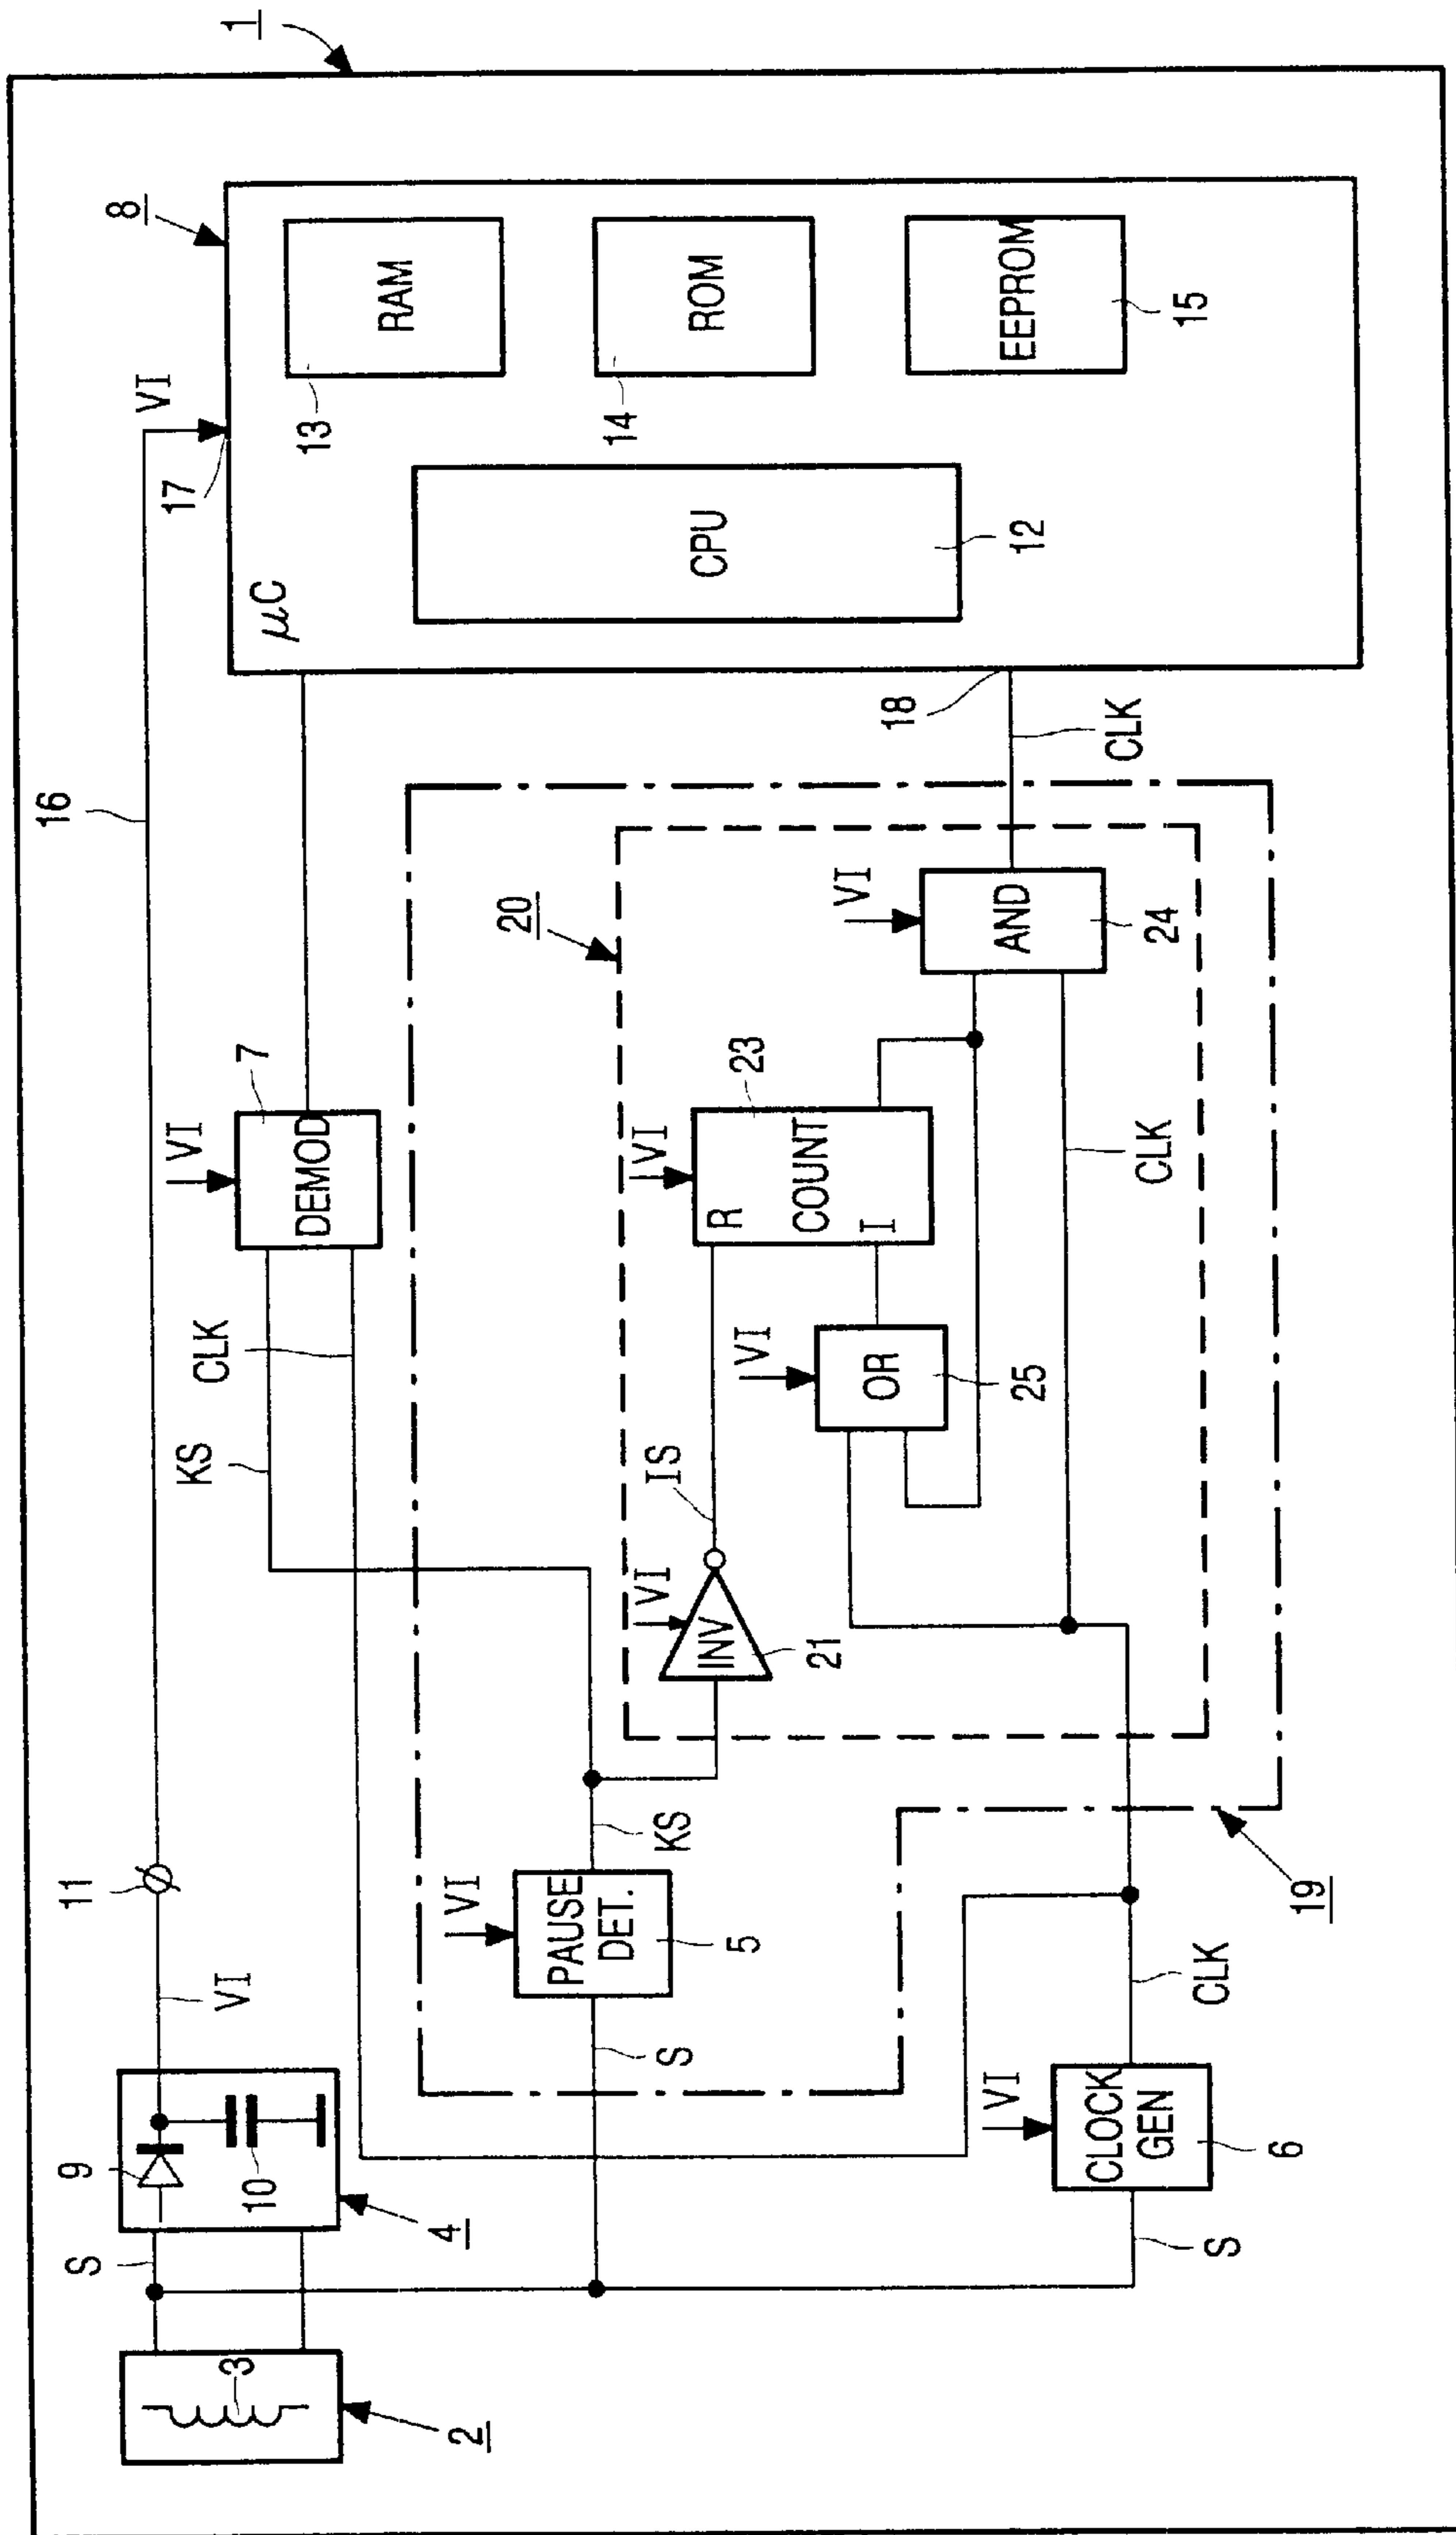 1
16
VI
17
8
µC
RAM
13
ROM
14
EEPROM
15
CPU
12
18
CLK
7
VI
DEMOD
KS
CLK
20
VI
AND
24
23
VI
R
COUNT
I
CLK
VI
OR
25
IS
VI
INV
21
KS
VI
PAUSE
DET.
5
S
19
CLK
VI
CLOCK
GEN
6
S
11
VI
9
10
4
S
3
2